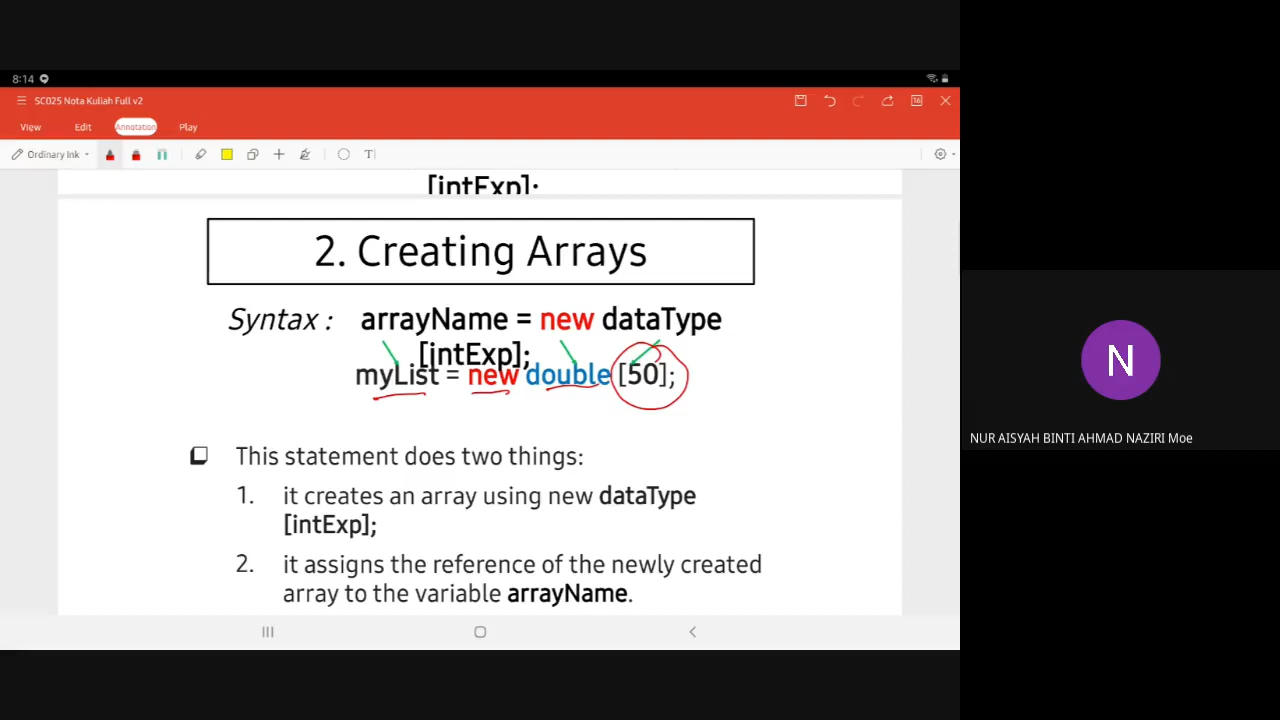 8:14
SC025 Nota Kuliah Full v2
16
View Edit Annotation Play
Ordinary Ink
T
[intExp];
2. Creating Arrays
Syntax : arrayName = new dataType
[intExp];
myList = new double [50];
This statement does two things:
1. it creates an array using new dataType
[intExp];
2. it assigns the reference of the newly created
array to the variable arrayName.
N
NUR AISYAH BINTI AHMAD NAZIRI Moe